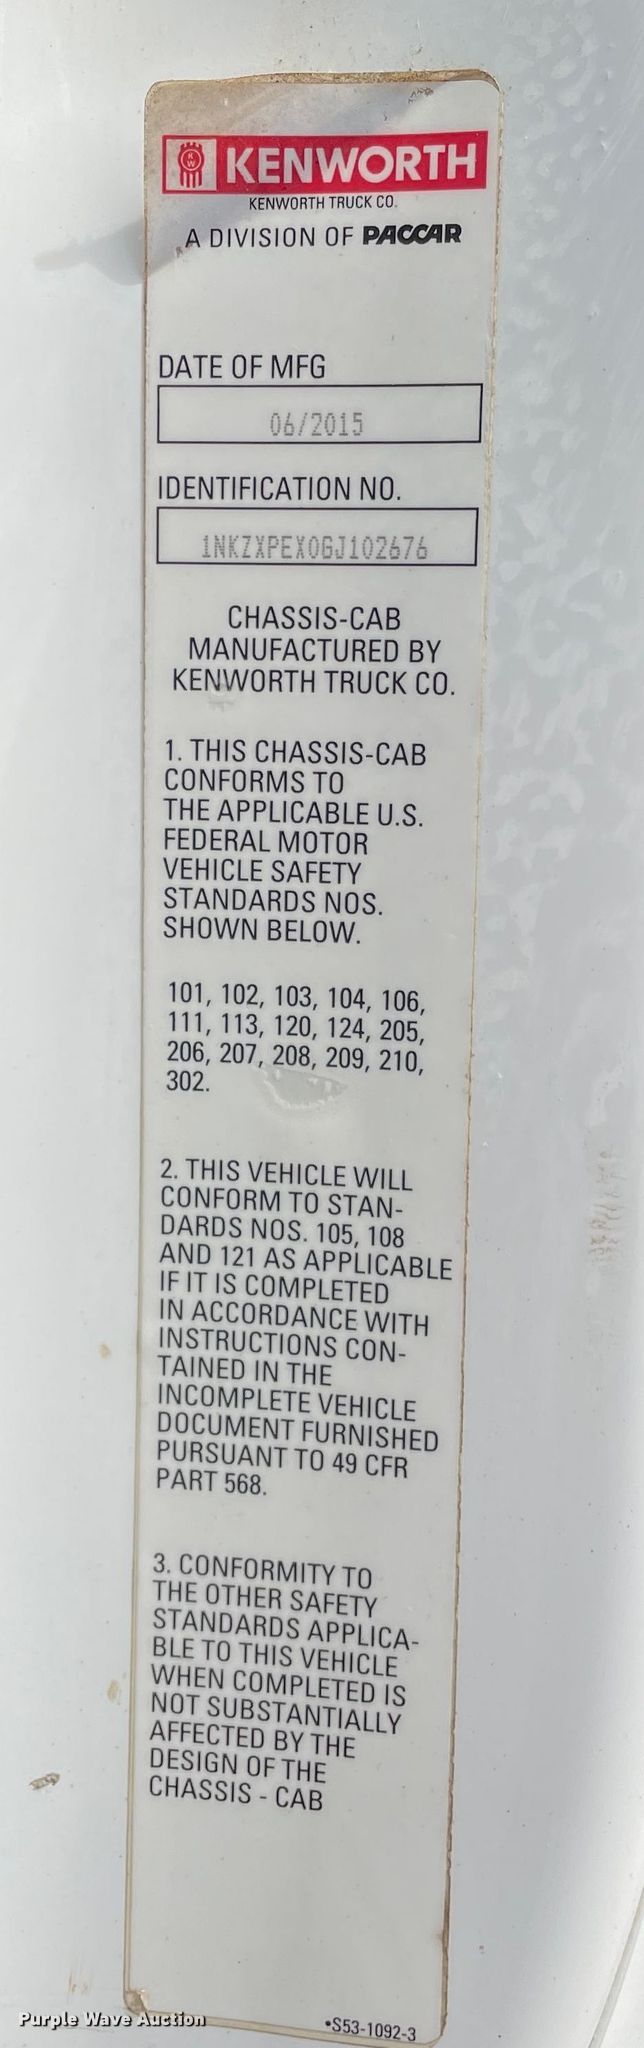 KW
KENWORTH
KENWORTH TRUCK CO.
A DIVISION OF PACCAR
DATE OF MFG
06/2015
IDENTIFICATION NO.
1NKZXPEX0GJ102676
CHASSIS-CAB
MANUFACTURED BY
KENWORTH TRUCK CO.
1. THIS CHASSIS-CAB
CONFORMS TO
THE APPLICABLE U.S.
FEDERAL MOTOR
VEHICLE SAFETY
STANDARDS NOS.
SHOWN BELOW.
101, 102, 103, 104, 106,
111, 113, 120, 124, 205,
206, 207, 208, 209, 210,
302.
2. THIS VEHICLE WILL
CONFORM TO STAN-
DARDS NOS. 105, 108
AND 121 AS APPLICABLE
IF IT IS COMPLETED
IN ACCORDANCE WITH
INSTRUCTIONS CON-
TAINED IN THE
INCOMPLETE VEHICLE
DOCUMENT FURNISHED
PURSUANT TO 49 CFR
PART 568.
3. CONFORMITY TO
THE OTHER SAFETY
STANDARDS APPLICA-
BLE TO THIS VEHICLE
WHEN COMPLETED IS
NOT SUBSTANTIALLY
AFFECTED BY THE
DESIGN OF THE
CHASSIS - CAB
•S53-1092-3
Purple Wave Auction